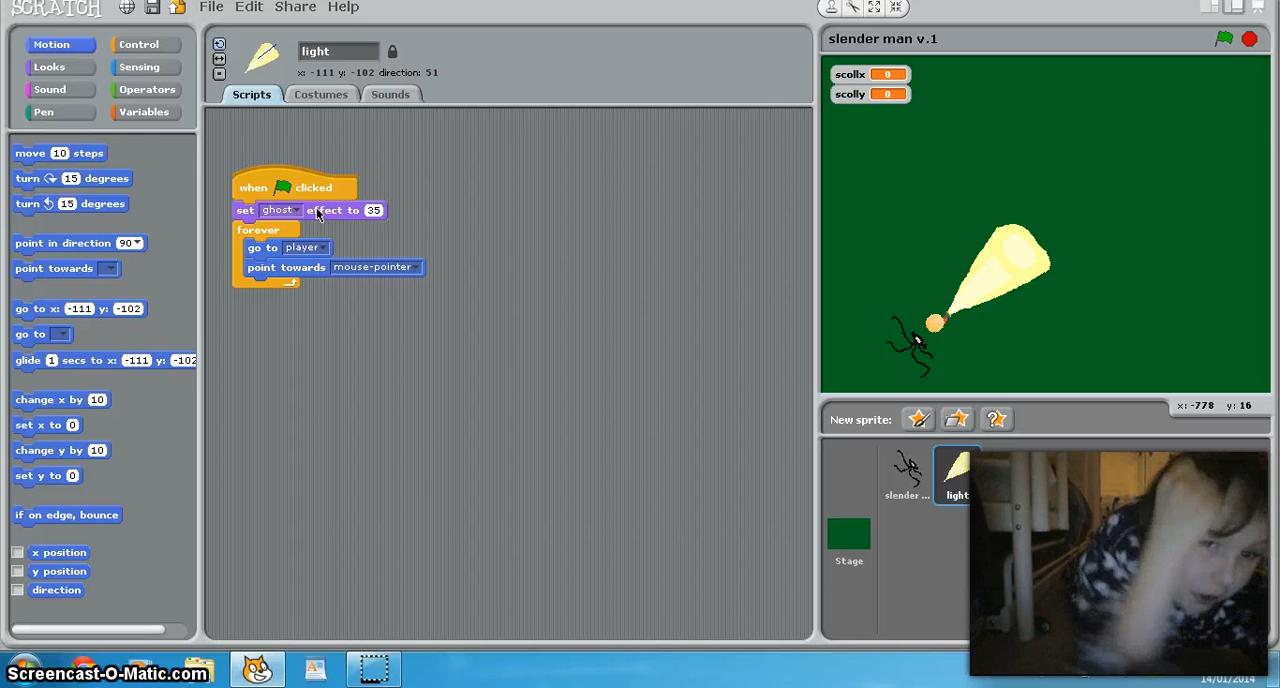 SCRATCH File Edit Share Help
Motion Control
Looks Sensing
Sound Operators
Pen Variables
light
x: -111 y: -102 direction: 51
Scripts Costumes Sounds
move 10 steps
turn 15 degrees
turn 15 degrees
point in direction 90
point towards
go to x: -111 y: -102
go to
glide 1 secs to x: -111 y: -102
change x by 10
set x to 0
change y by 10
set y to 0
if on edge, bounce
x position
y position
direction
when clicked
set ghost effect to 35
forever
go to player
point towards mouse-pointer
slender man v.1
scollx 0
scolly 0
x: -778 y: 16
New sprite:
slender ...
light
Stage
Screencast-O-Matic.com
14/01/2014